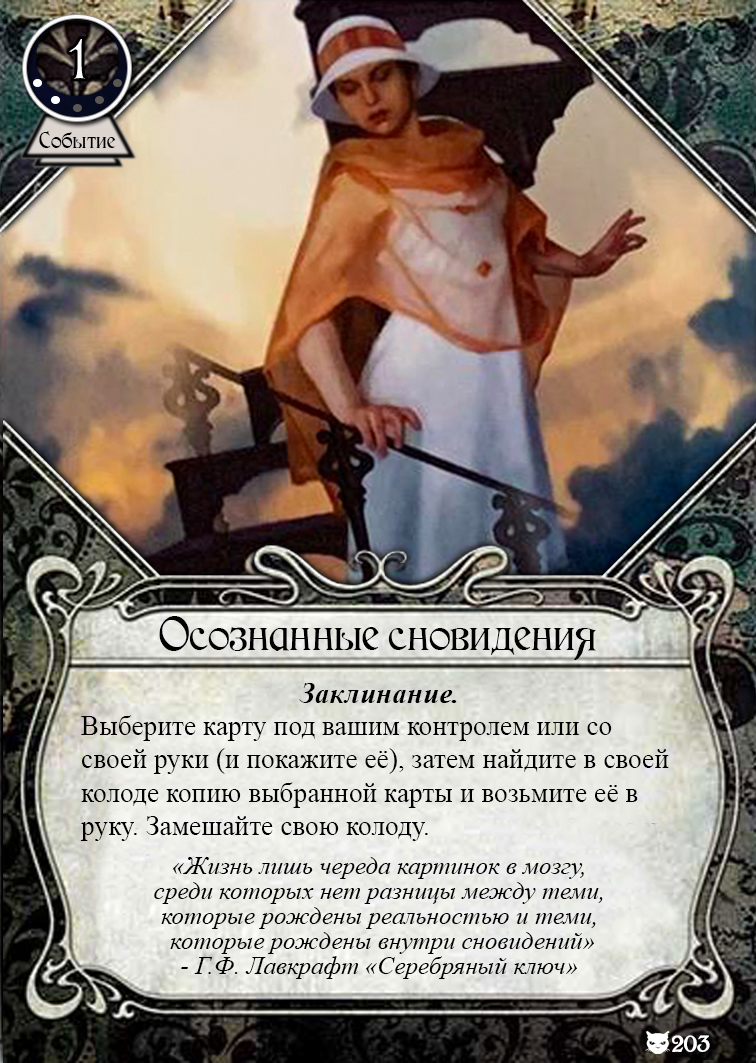 1
Событие
Осознанные сновидения
Заклинание.
Выберите карту под вашим контролем или со
своей руки (и покажите её), затем найдите в своей
колоде копию выбранной карты и возьмите её в
руку. Замешайте свою колоду.
«Жизнь лишь череда картинок в мозгу,
среди которых нет разницы между теми,
которые рождены реальностью и теми,
которые рождены внутри сновидений»
- Г.Ф. Лавкрафт «Серебряный ключ»
203